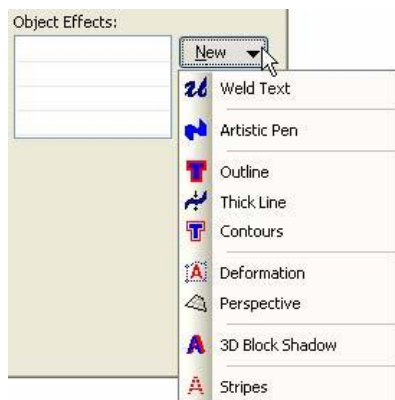 Object Effects:
New
Weld Text
Artistic Pen
Outline
Thick Line
Contours
Deformation
Perspective
3D Block Shadow
Stripes